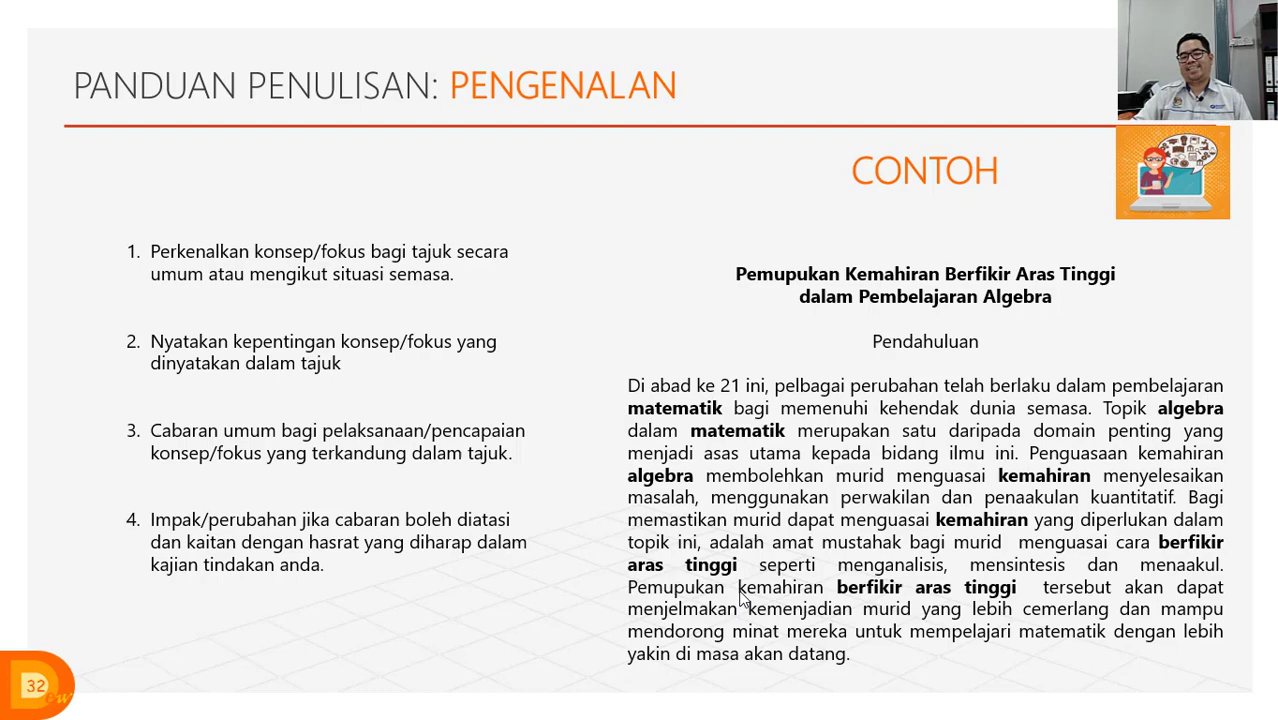 PANDUAN PENULISAN: PENGENALAN
CONTOH
1. Perkenalkan konsep/fokus bagi tajuk secara
umum atau mengikut situasi semasa.
2. Nyatakan kepentingan konsep/fokus yang
dinyatakan dalam tajuk
3. Cabaran umum bagi pelaksanaan/pencapaian
konsep/fokus yang terkandung dalam tajuk.
4. Impak/perubahan jika cabaran boleh diatasi
dan kaitan dengan hasrat yang diharap dalam
kajian tindakan anda.
Pemupukan Kemahiran Berfikir Aras Tinggi
dalam Pembelajaran Algebra
Pendahuluan
Di abad ke 21 ini, pelbagai perubahan telah berlaku dalam pembelajaran
matematik bagi memenuhi kehendak dunia semasa. Topik algebra
dalam matematik merupakan satu daripada domain penting yang
menjadi asas utama kepada bidang ilmu ini. Penguasaan kemahiran
algebra membolehkan murid menguasai kemahiran menyelesaikan
masalah, menggunakan perwakilan dan penaakulan kuantitatif. Bagi
memastikan murid dapat menguasai kemahiran yang diperlukan dalam
topik ini, adalah amat mustahak bagi murid menguasai cara berfikir
aras tinggi seperti menganalisis, mensintesis dan menaakul.
Pemupukan kemahiran berfikir aras tinggi tersebut akan dapat
menjelmakan kemenjadian murid yang lebih cemerlang dan mampu
mendorong minat mereka untuk mempelajari matematik dengan lebih
yakin di masa akan datang.
32